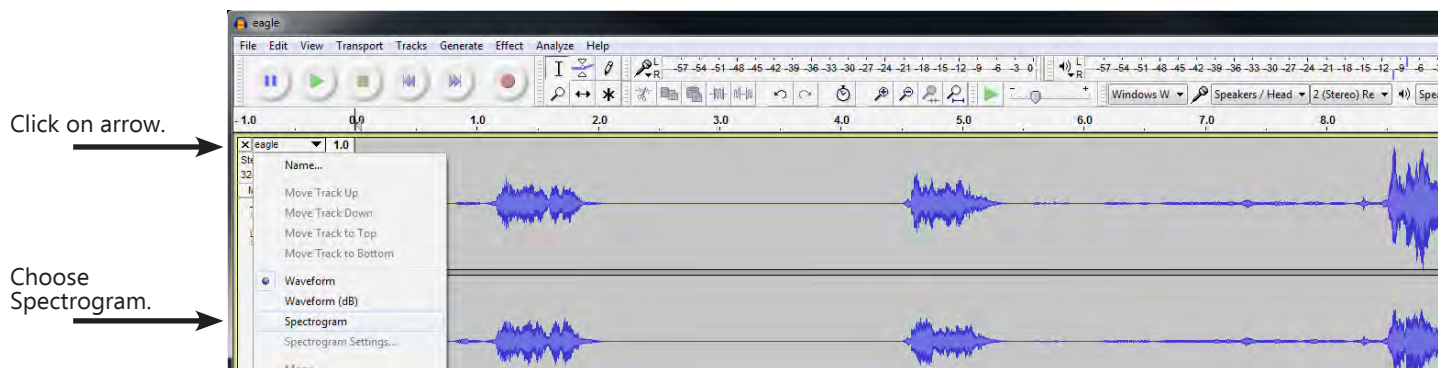 eagle
File Edit View Transport Tracks Generate Effect Analyze Help
L -57 -54 -51 -48 -45 -42 -39 -36 -33 -30 -27 -24 -21 -18 -15 -12 -9 -6 -3 0 L -57 -54 -51 -48 -45 -42 -39 -36 -33 -30 -27 -24 -21 -18 -15 -12 -9 -6
R R
- + Windows W Speakers / Head 2 (Stereo) Re Spea
Click on arrow.
-1.0 0.0 1.0 2.0 3.0 4.0 5.0 6.0 7.0 8.0
X eagle 1.0
Ste
32
Name...
Move Track Up
Move Track Down
Move Track to Top
Move Track to Bottom
Choose
Spectrogram.
Waveform
Waveform (dB)
Spectrogram
Spectrogram Settings...